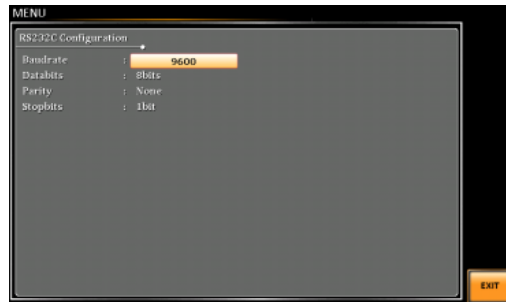 MENU
RS232C Configuration
Baudrate : 9600
Databits : 8bits
Parity : None
Stopbits : 1bit
EXIT